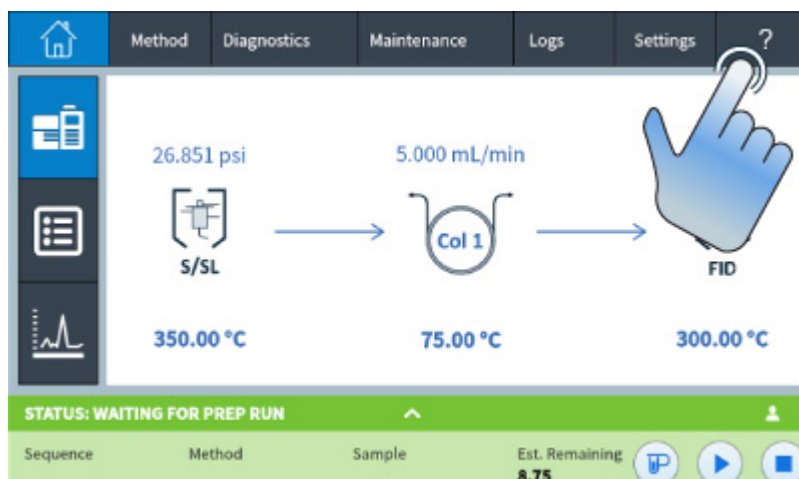 Method Diagnostics Maintenance Logs Settings ?
26.851 psi 5.000 mL/min
Col 1
S/SL
FID
350.00 °C 75.00 °C 300.00 °C
STATUS: WAITING FOR PREP RUN
Sequence Method Sample Est. Remaining
8.75
P